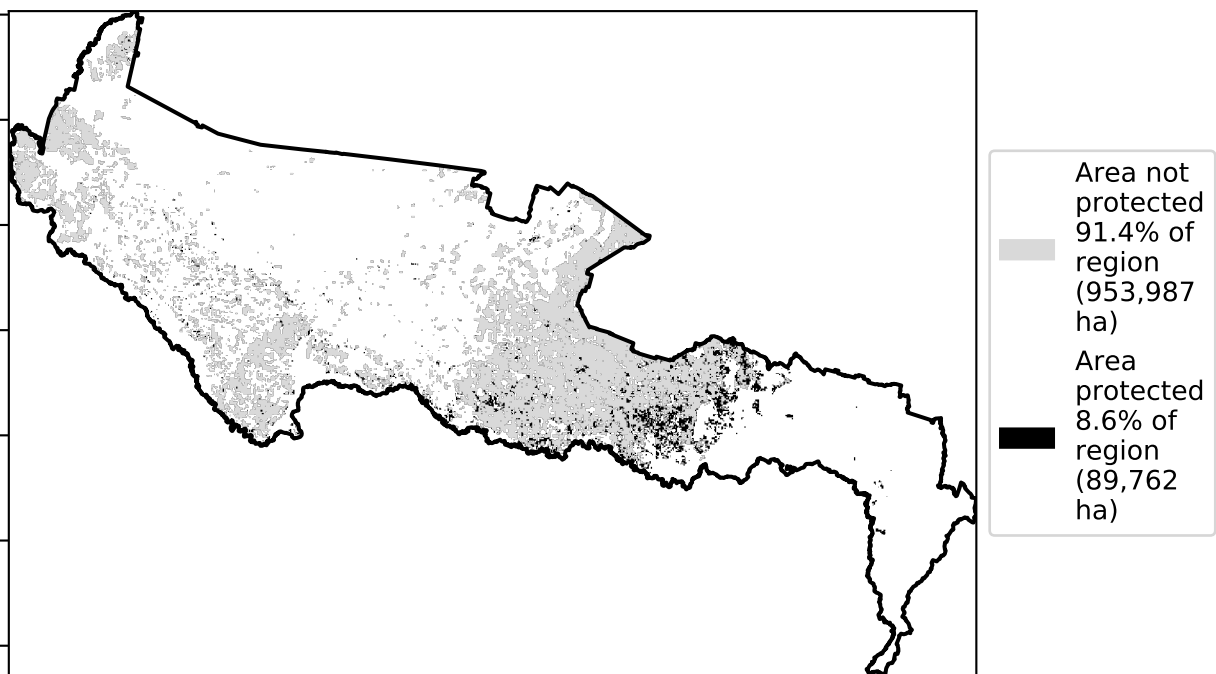 Area not
protected
91.4% of
region
(953,987
ha)
Area
protected
8.6% of
region
(89,762
ha)